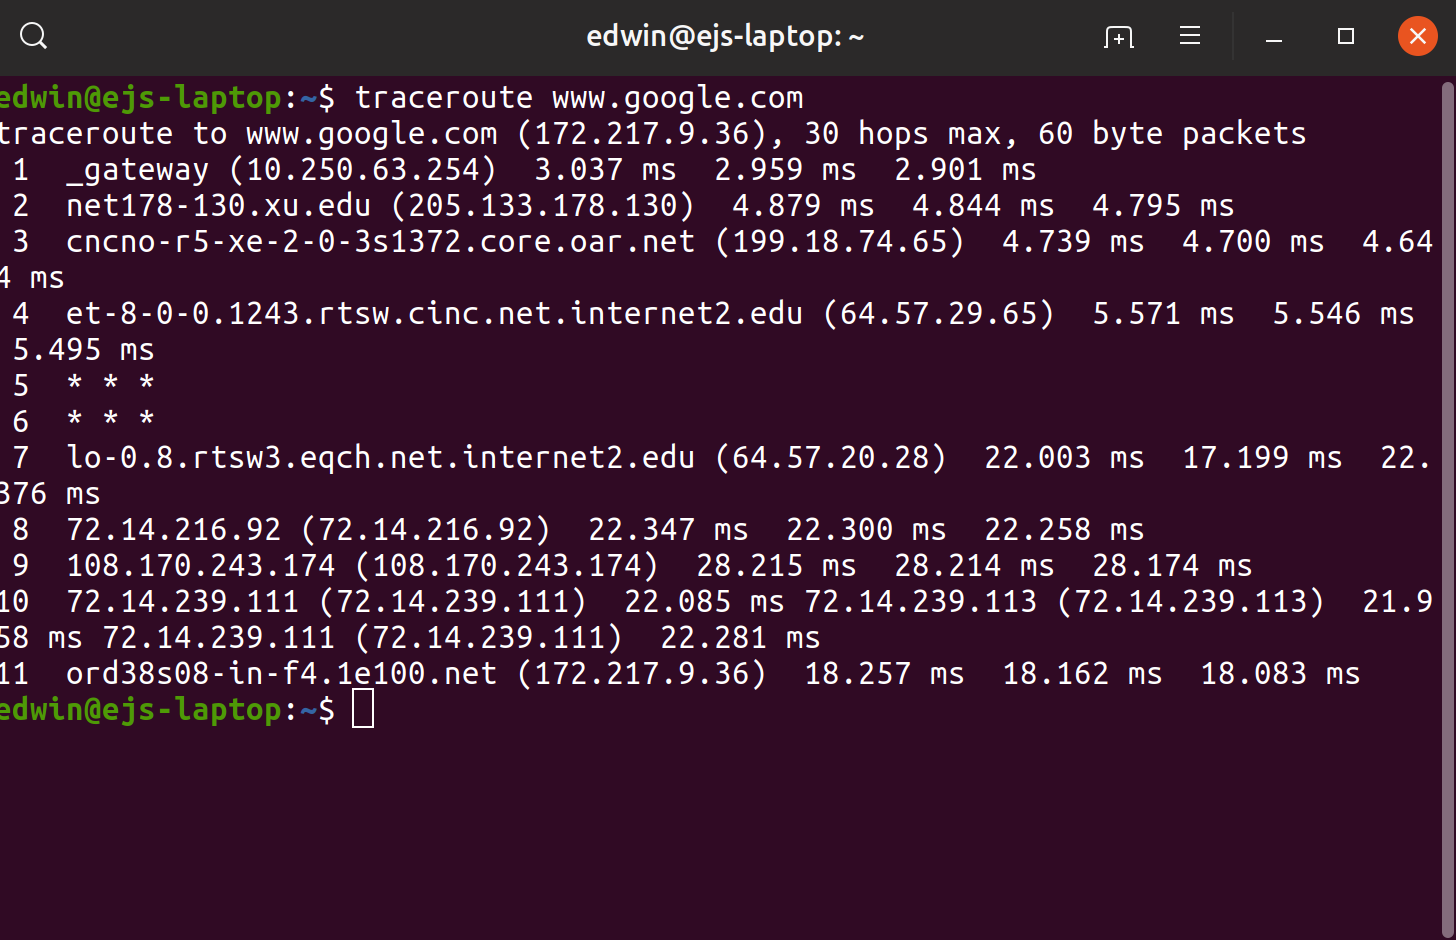 edwin@ejs-laptop: ~
edwin@ejs-laptop:~$ traceroute www.google.com
traceroute to www.google.com (172.217.9.36), 30 hops max, 60 byte packets
 1  _gateway (10.250.63.254)  3.037 ms  2.959 ms  2.901 ms
 2  net178-130.xu.edu (205.133.178.130)  4.879 ms  4.844 ms  4.795 ms
 3  cncno-r5-xe-2-0-3s1372.core.oar.net (199.18.74.65)  4.739 ms  4.700 ms  4.64
4 ms
 4  et-8-0-0.1243.rtsw.cinc.net.internet2.edu (64.57.29.65)  5.571 ms  5.546 ms
 5.495 ms
 5  * * *
 6  * * *
 7  lo-0.8.rtsw3.eqch.net.internet2.edu (64.57.20.28)  22.003 ms  17.199 ms  22.
376 ms
 8  72.14.216.92 (72.14.216.92)  22.347 ms  22.300 ms  22.258 ms
 9  108.170.243.174 (108.170.243.174)  28.215 ms  28.214 ms  28.174 ms
10  72.14.239.111 (72.14.239.111)  22.085 ms 72.14.239.113 (72.14.239.113)  21.9
58 ms 72.14.239.111 (72.14.239.111)  22.281 ms
11  ord38s08-in-f4.1e100.net (172.217.9.36)  18.257 ms  18.162 ms  18.083 ms
edwin@ejs-laptop:~$